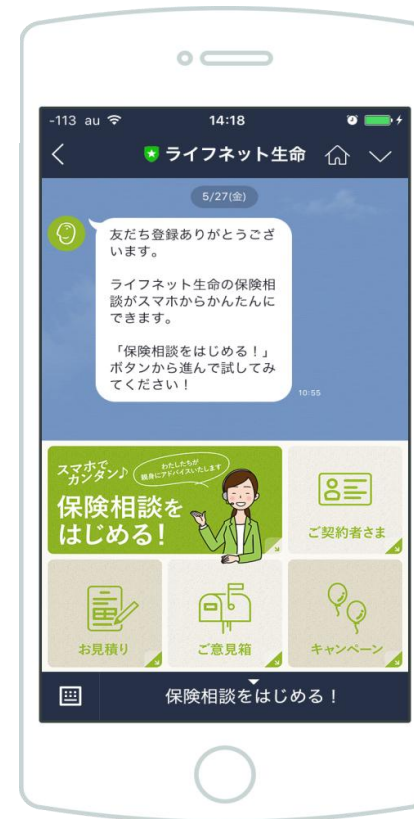 -113 au 14:18
ライフネット生命
5/27(金)
友だち登録ありがとうござ
います。
ライフネット生命の保険相
談がスマホからかんたんに
できます。
「保険相談をはじめる！」
ボタンから進んで試してみ
てください！
10:55
スマホで
カンタン♪
わたしたちが
親身にアドバイスいたします
保険相談を
はじめる!
ご契約者さま
お見積り
ご意見箱
キャンペーン
保険相談をはじめる！